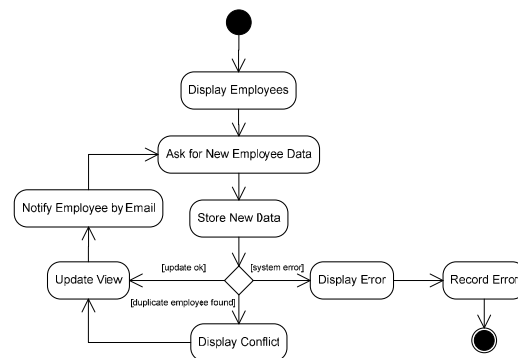 Display Employees
Ask for New Employee Data
Notify Employee by Email
Store New Data
[update ok]
[system error]
Update View
Display Error
Record Error
[duplicate employee found]
Display Conflict